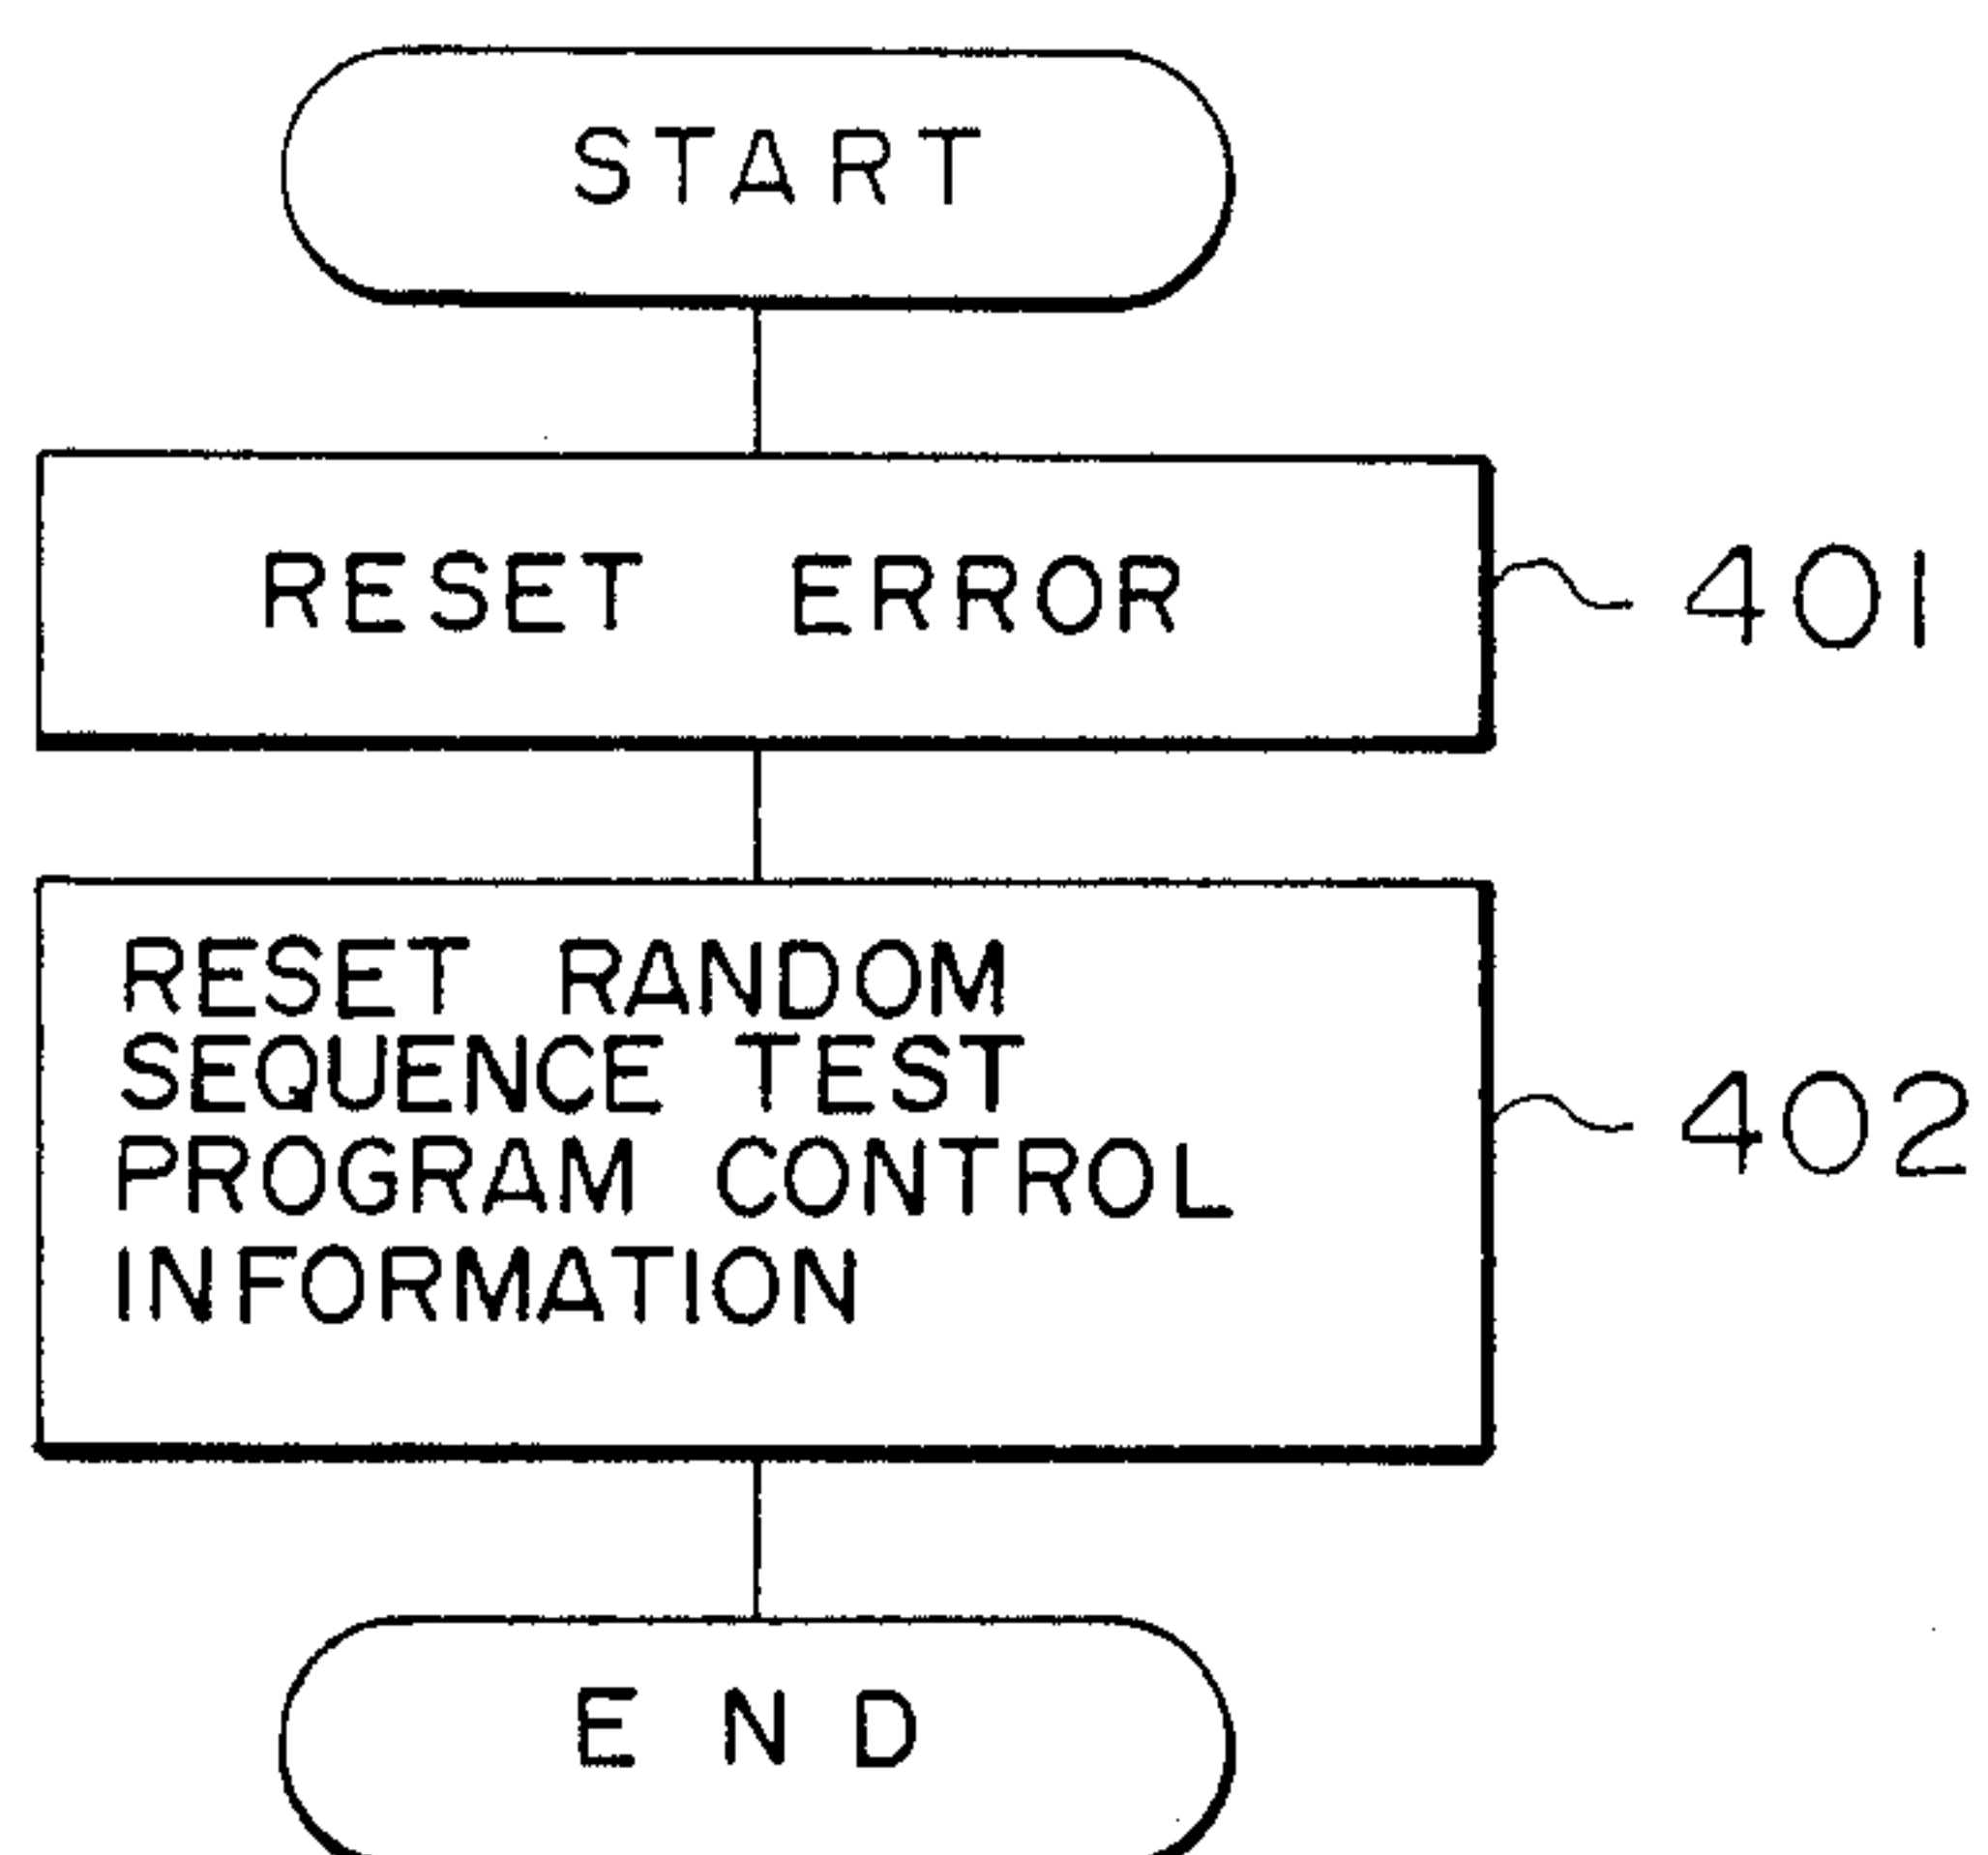 START
RESET ERROR
401
RESET RANDOM
SEQUENCE TEST
PROGRAM CONTROL
INFORMATION
402
END